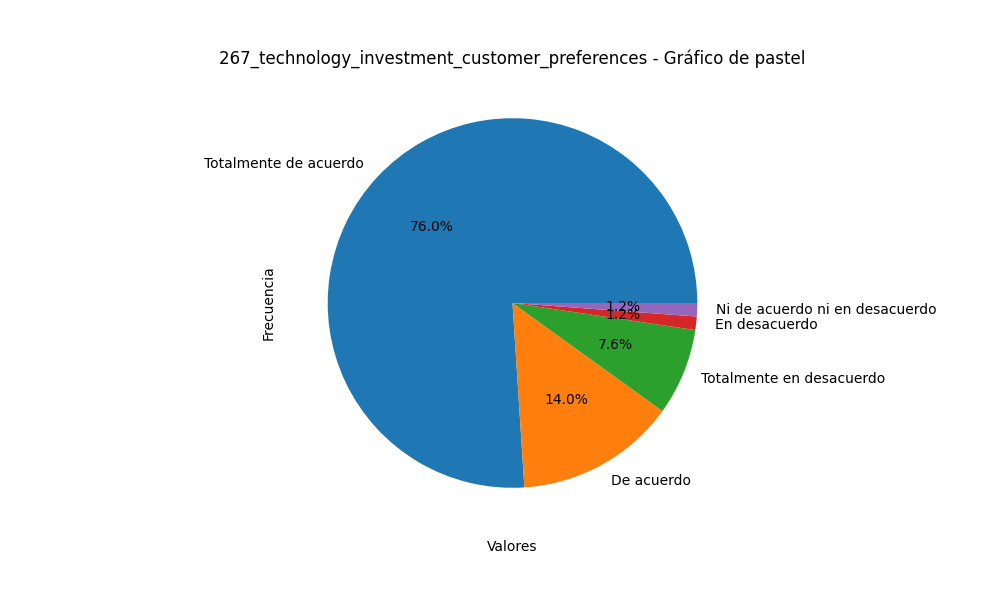 267_technology_investment_customer_preferences - Gráfico de pastel
Totalmente de acuerdo
76.0%
Frecuencia
1.2%
Ni de acuerdo ni en desacuerdo
1.2%
En desacuerdo
7.6%
Totalmente en desacuerdo
14.0%
De acuerdo
Valores